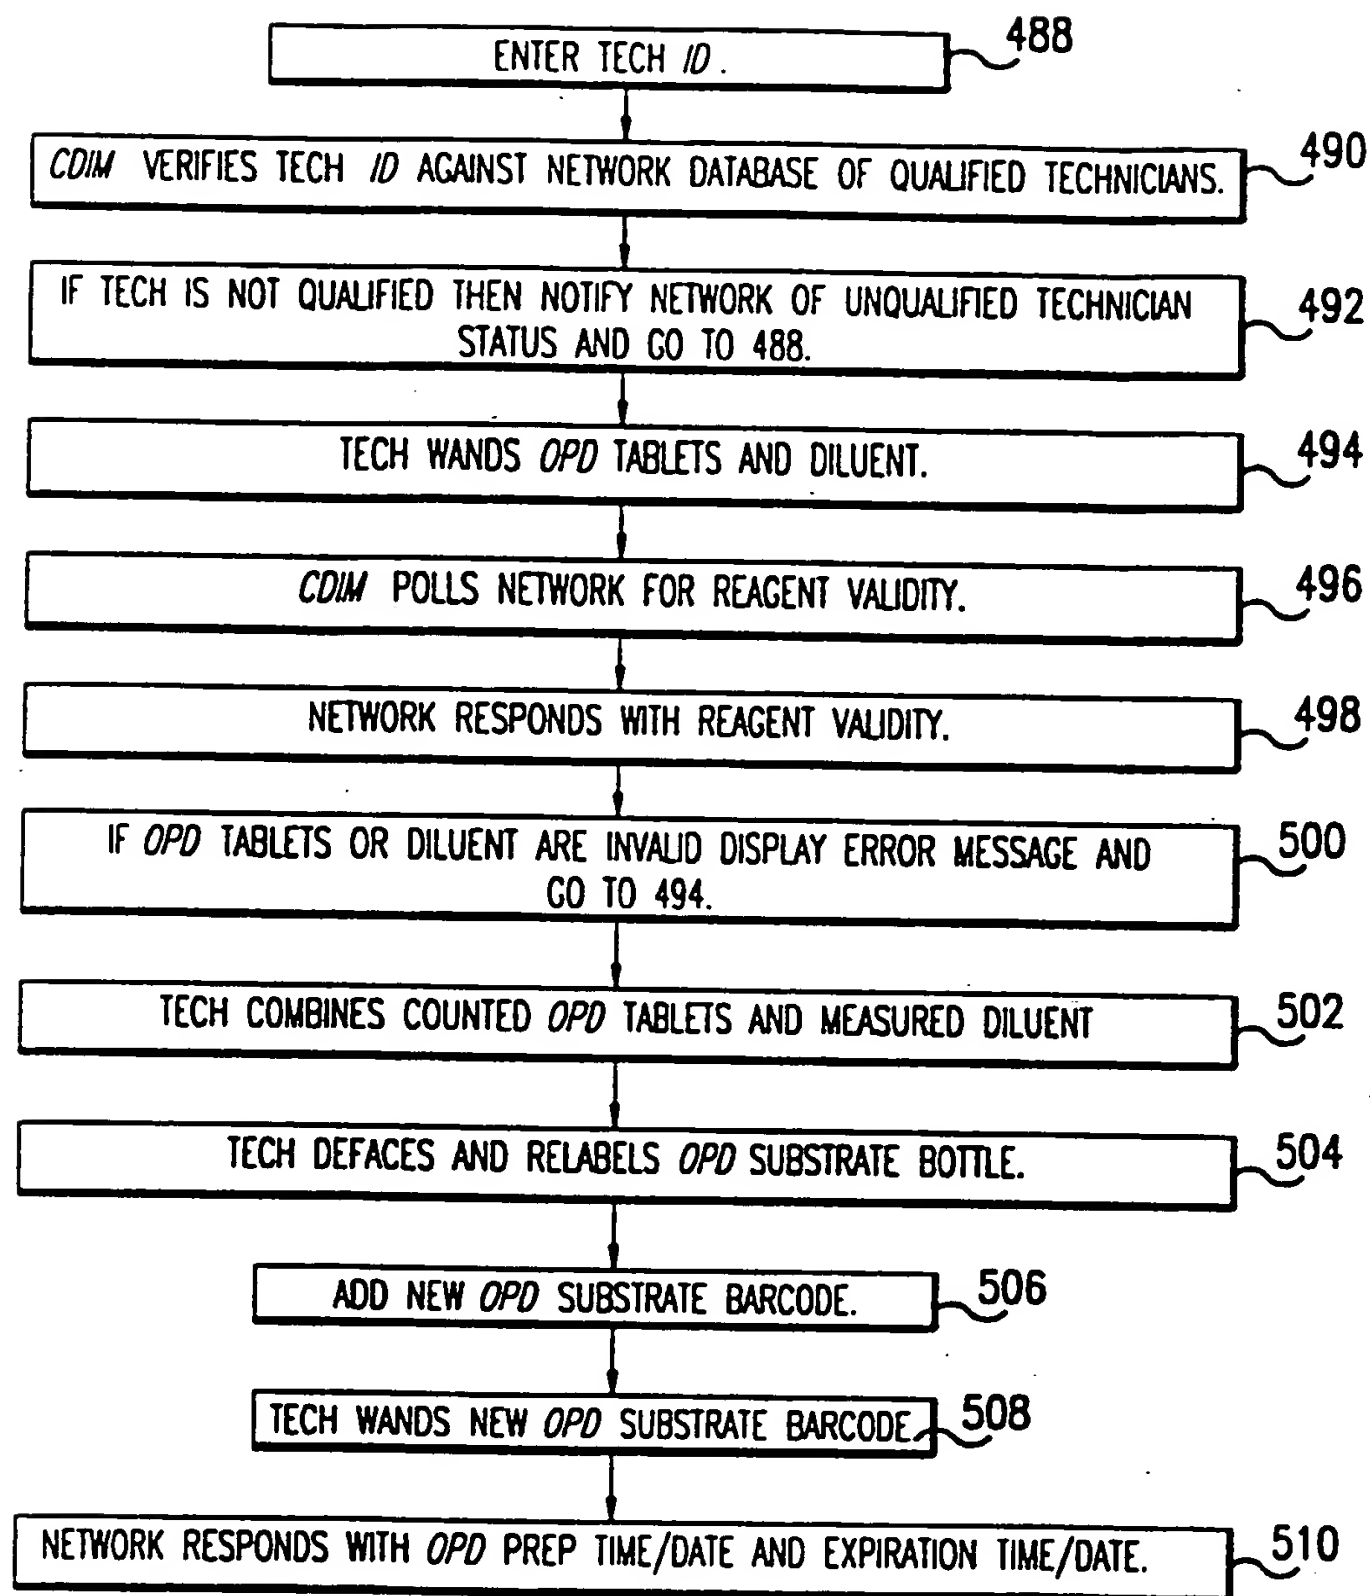 ENTER TECH ID.
488
CDIM VERIFIES TECH ID AGAINST NETWORK DATABASE OF QUALIFIED TECHNICIANS.
490
IF TECH IS NOT QUALIFIED THEN NOTIFY NETWORK OF UNQUALIFIED TECHNICIAN
STATUS AND GO TO 488.
492
TECH WANDS OPD TABLETS AND DILUENT.
494
CDIM POLLS NETWORK FOR REAGENT VALIDITY.
496
NETWORK RESPONDS WITH REAGENT VALIDITY.
498
IF OPD TABLETS OR DILUENT ARE INVALID DISPLAY ERROR MESSAGE AND
GO TO 494.
500
TECH COMBINES COUNTED OPD TABLETS AND MEASURED DILUENT
502
TECH DEFACES AND RELABELS OPD SUBSTRATE BOTTLE.
504
ADD NEW OPD SUBSTRATE BARCODE.
506
TECH WANDS NEW OPD SUBSTRATE BARCODE.
508
NETWORK RESPONDS WITH OPD PREP TIME/DATE AND EXPIRATION TIME/DATE.
510